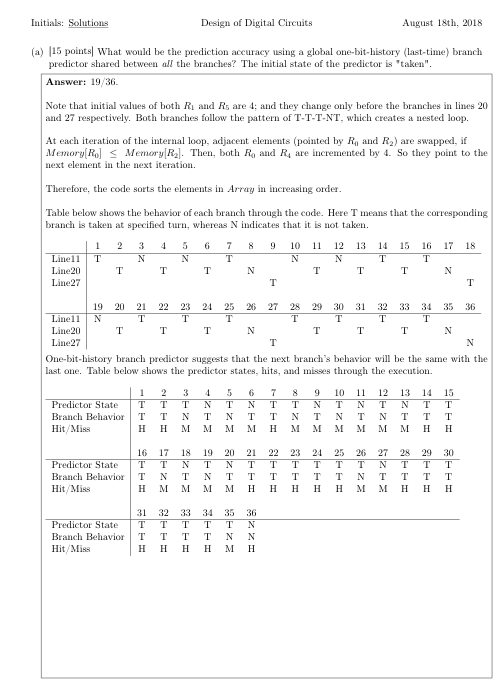 Initials: Solutions Design of Digital Circuits August 18th, 2018
(a) [15 points] What would be the prediction accuracy using a global one-bit-history (last-time) branch
predictor shared between all the branches? The initial state of the predictor is "taken".
Answer: 19/36.
Note that initial values of both R1 and R5 are 4; and they change only before the branches in lines 20
and 27 respectively. Both branches follow the pattern of T-T-T-NT, which creates a nested loop.
At each iteration of the internal loop, adjacent elements (pointed by R0 and R2) are swapped, if
Memory[R0] ≤ Memory[R2]. Then, both R0 and R4 are incremented by 4. So they point to the
next element in the next iteration.
Therefore, the code sorts the elements in Array in increasing order.
Table below shows the behavior of each branch through the code. Here T means that the corresponding
branch is taken at specified turn, whereas N indicates that it is not taken.
1 2 3 4 5 6 7 8 9 10 11 12 13 14 15 16 17 18
Line11 T N N T N N T T
Line20 T T T N T T T N
Line27 T T
19 20 21 22 23 24 25 26 27 28 29 30 31 32 33 34 35 36
Line11 N T T T T T T T
Line20 T T T N T T T N
Line27 T N
One-bit-history branch predictor suggests that the next branch's behavior will be the same with the
last one. Table below shows the predictor states, hits, and misses through the execution.
1 2 3 4 5 6 7 8 9 10 11 12 13 14 15
Predictor State T T T N T N T T N T N T N T T
Branch Behavior T T N T N T T N T N T N T T T
Hit/Miss H H M M M M H M M M M M M H H
16 17 18 19 20 21 22 23 24 25 26 27 28 29 30
Predictor State T T N T N T T T T T T N T T T
Branch Behavior T N T N T T T T T T N T T T T
Hit/Miss H M M M M H H H H H M M H H H
31 32 33 34 35 36
Predictor State T T T T T N
Branch Behavior T T T T N N
Hit/Miss H H H H M H